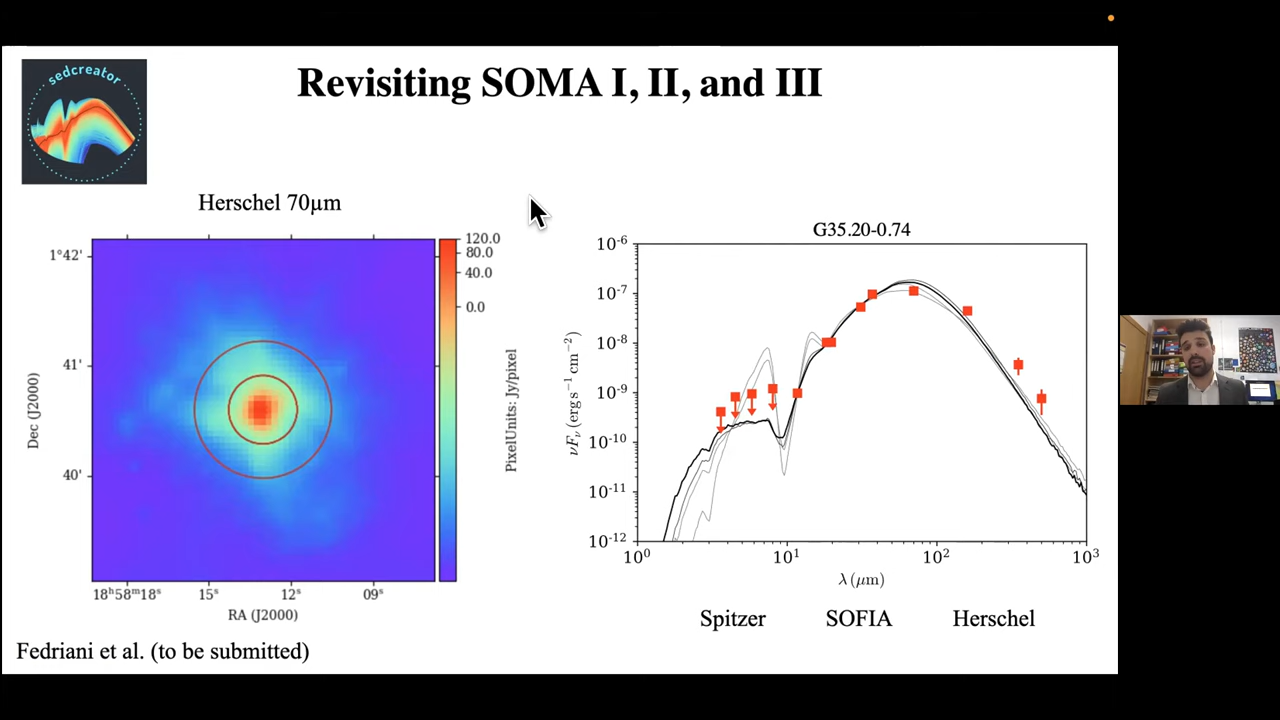 sedcreator
Revisiting SOMA I, II, and III
Herschel 70µm
1°42'
41'
40'
Dec (J2000)
18ʰ58ᵐ18ˢ
15ˢ
12ˢ
09ˢ
RA (J2000)
120.0
80.0
40.0
0.0
PixelUnits: Jy/pixel
G35.20-0.74
10⁻⁶
10⁻⁷
10⁻⁸
10⁻⁹
10⁻¹⁰
10⁻¹¹
10⁻¹²
νFν (erg s⁻¹ cm⁻²)
10⁰
10¹
10²
10³
λ (μm)
Spitzer
SOFIA
Herschel
Fedriani et al. (to be submitted)